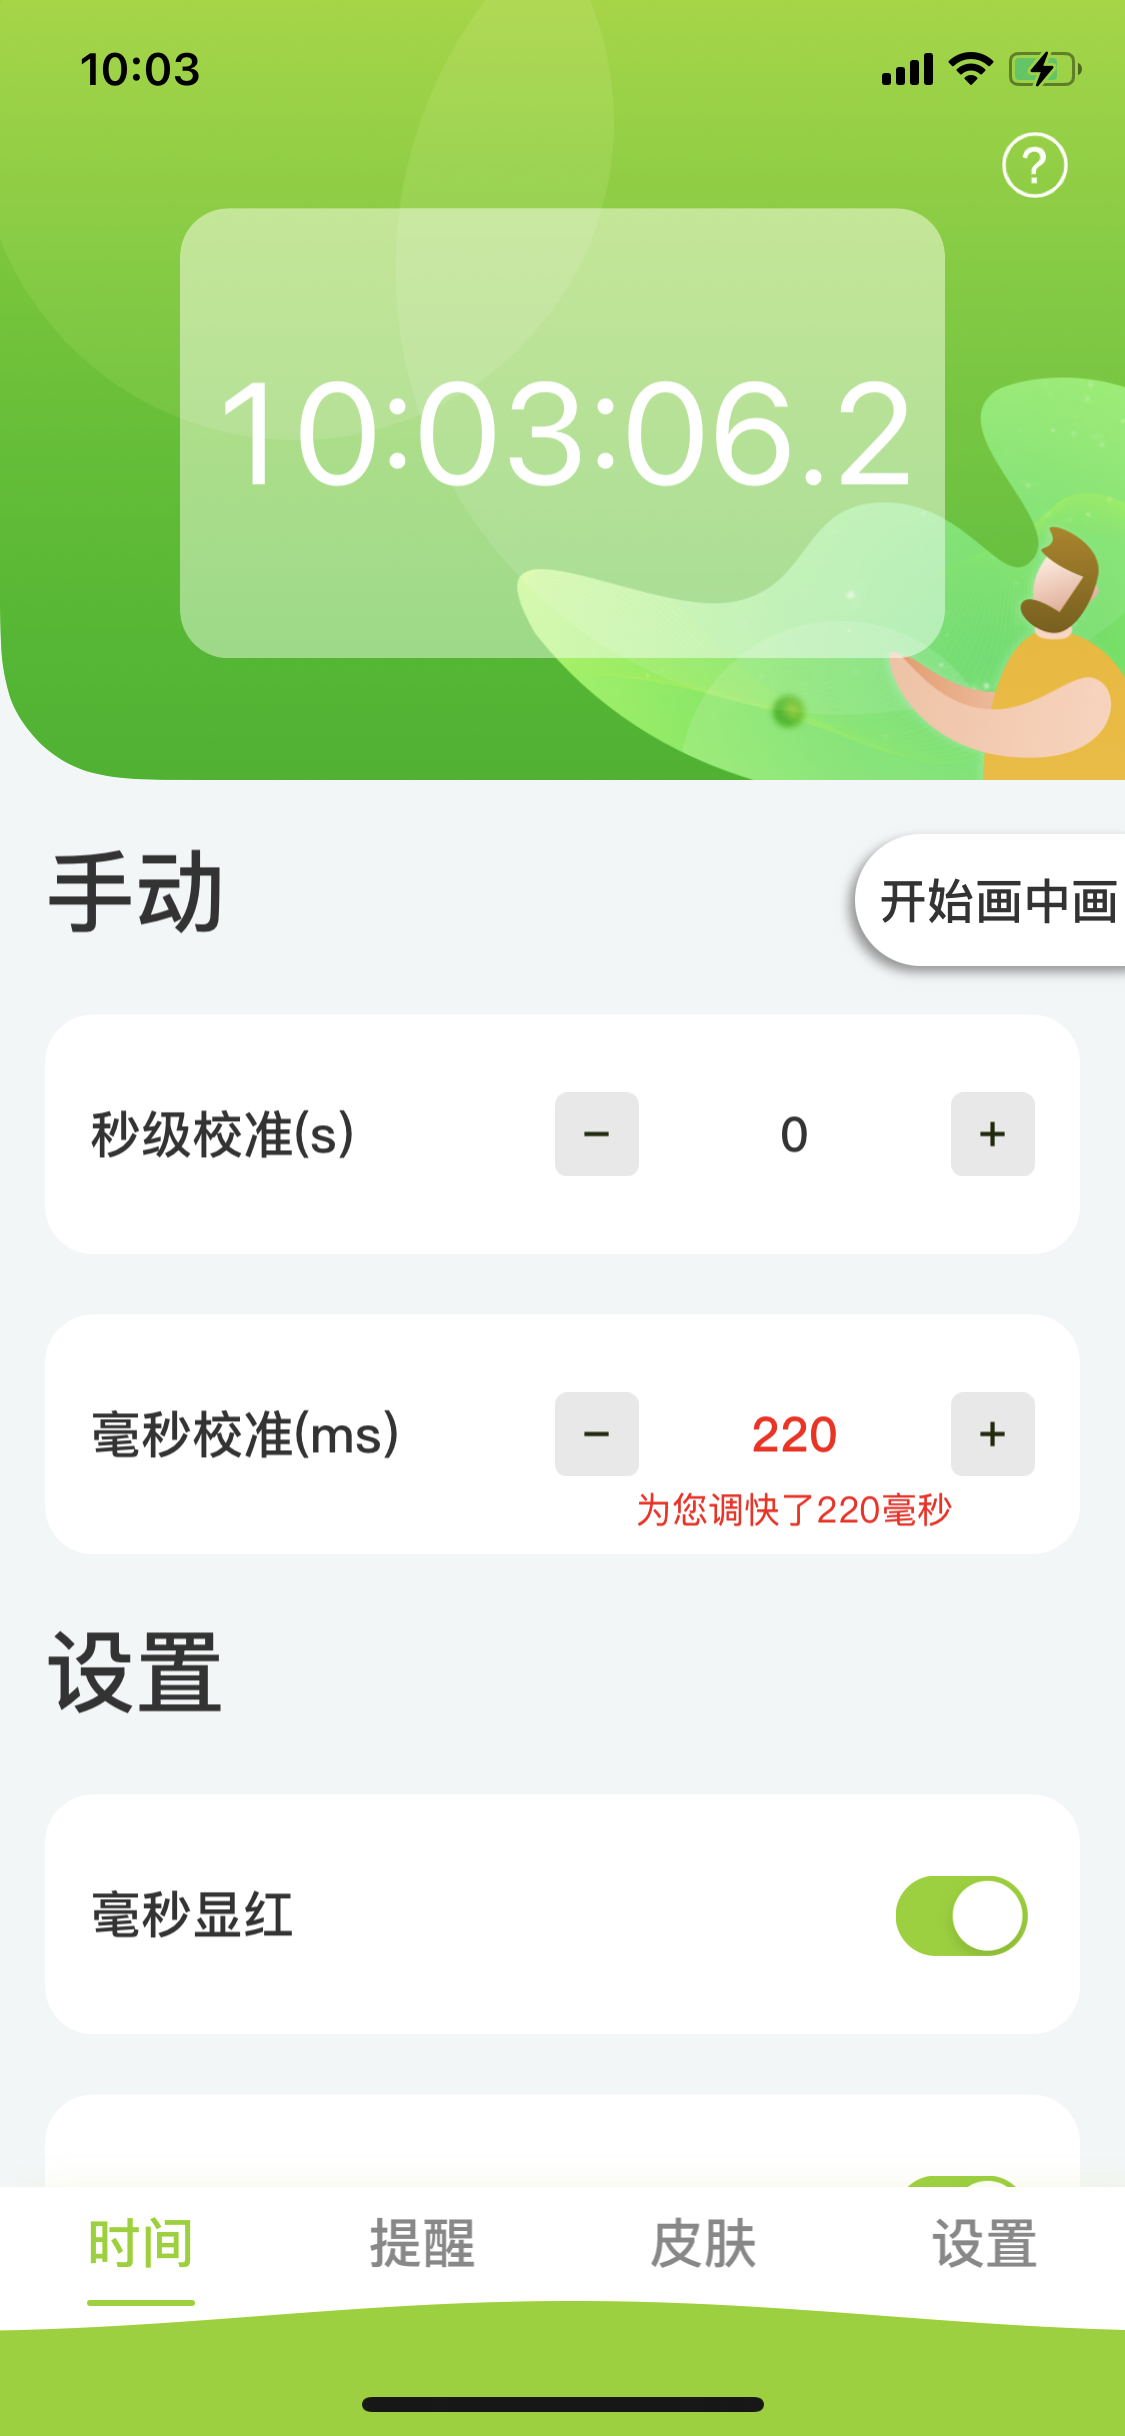 10:03
?
10:03:06.2
手动
开始画中画
秒级校准(s)
−
0
+
毫秒校准(ms)
−
220
+
为您调快了220毫秒
设置
毫秒显红
时间
提醒
皮肤
设置